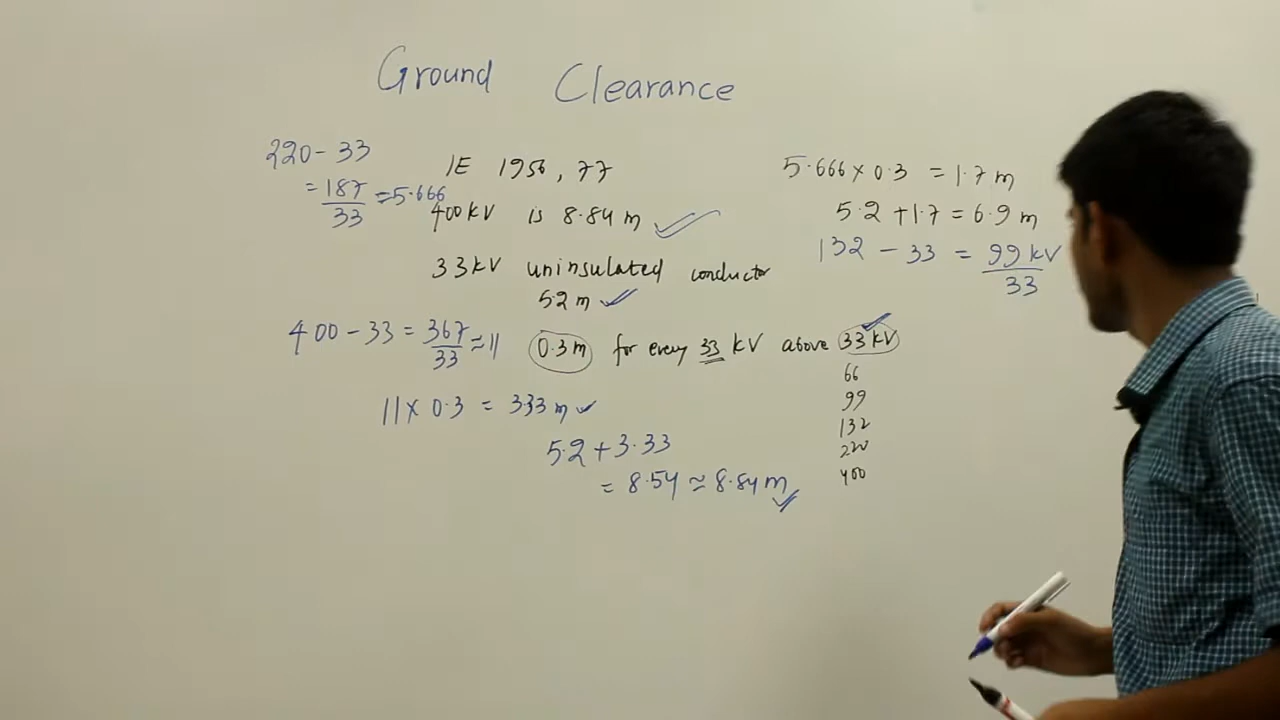 Ground Clearance
220 - 33
= 187/33 = 5.666
IE 1956, 77
400 kV is 8.84 m
33 kV uninsulated conductor
5.2 m
400 - 33 = 367/33 ≈ 11
0.3 m for every 33 kV above 33 kV
66
99
132
220
400
11 × 0.3 = 3.33 m
5.2 + 3.33
= 8.54 ≈ 8.84 m
5.666 × 0.3 = 1.7 m
5.2 + 1.7 = 6.9 m
132 - 33 = 99 kV/33